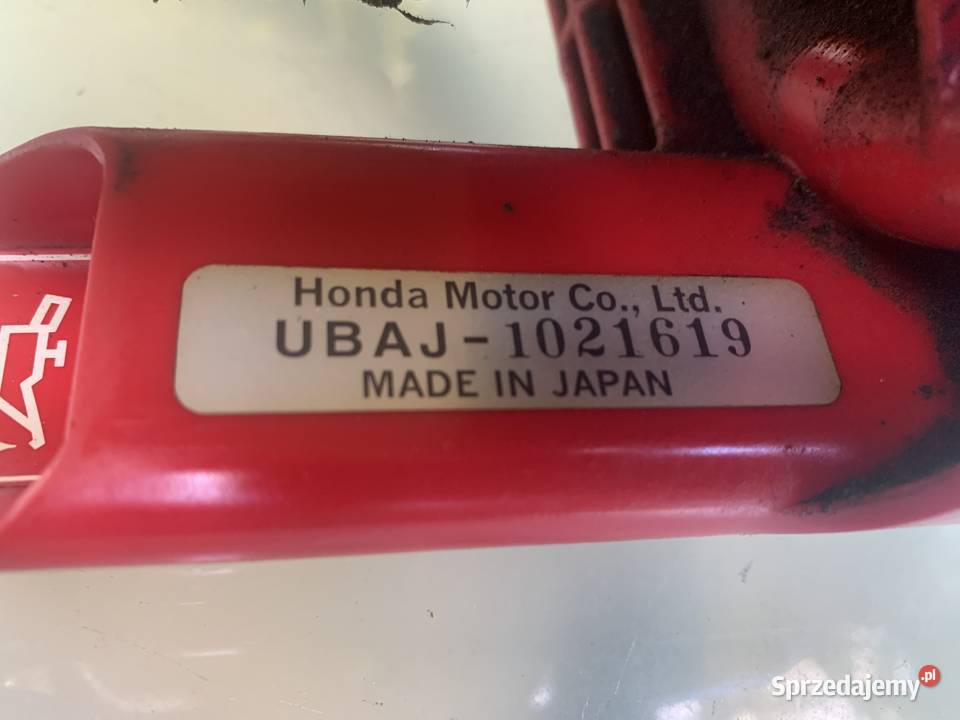 Honda Motor Co., Ltd.
UBAJ-1021619
MADE IN JAPAN
Sprzedajemy.pl